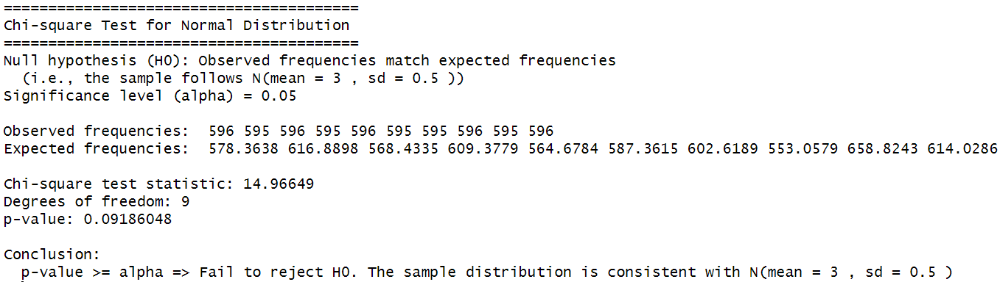 ========================================
Chi-square Test for Normal Distribution
========================================
Null hypothesis (H0): Observed frequencies match expected frequencies
  (i.e., the sample follows N(mean = 3 , sd = 0.5 ))
Significance level (alpha) = 0.05

Observed frequencies:  596 595 596 595 596 595 595 596 595 596
Expected frequencies:  578.3638 616.8898 568.4335 609.3779 564.6784 587.3615 602.6189 553.0579 658.8243 614.0286

Chi-square test statistic: 14.96649
Degrees of freedom: 9
p-value: 0.09186048

Conclusion:
  p-value >= alpha => Fail to reject H0. The sample distribution is consistent with N(mean = 3 , sd = 0.5 )